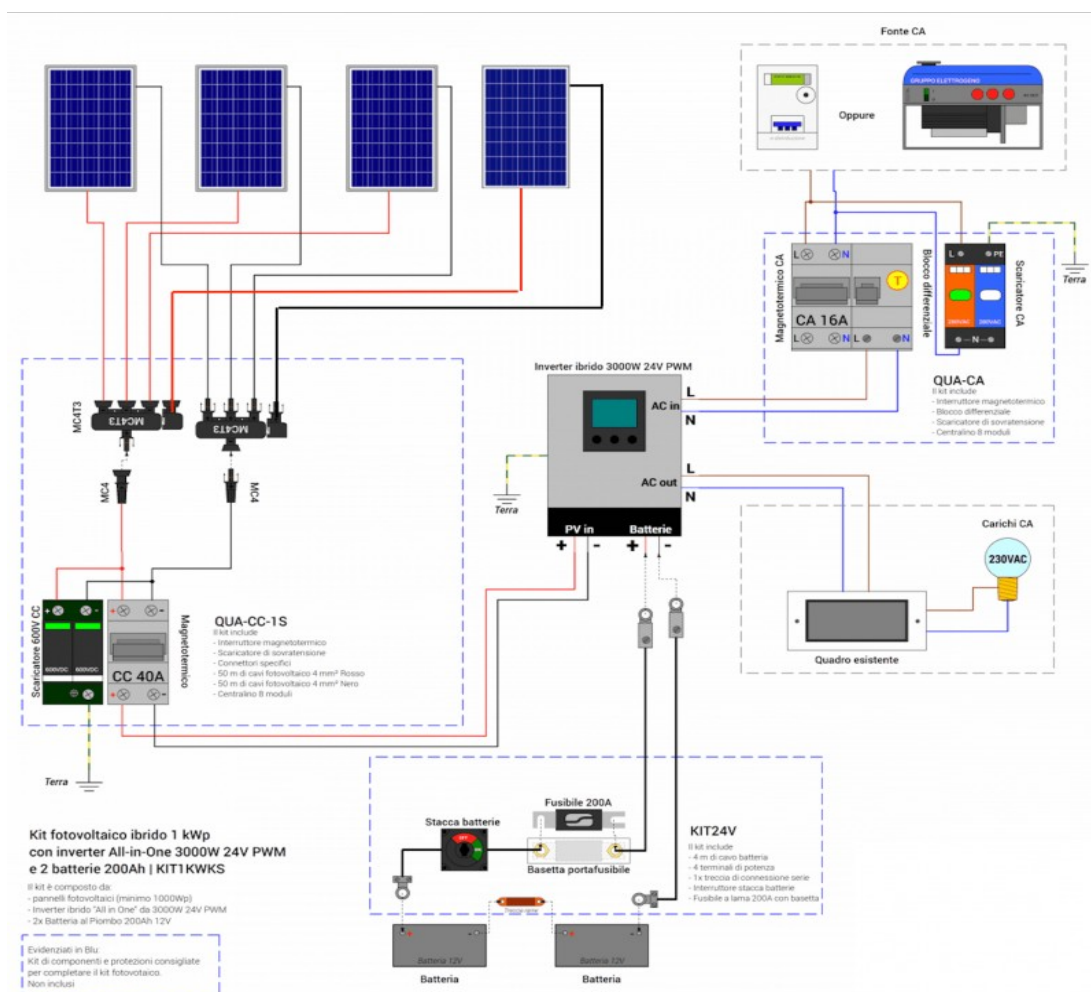 Fonte CA
GRUPPO ELETTROGENO
Oppure
L
N
L
PE
Terra
Magnetotermico CA
CA 16A
T
L
N
L
N
Blocco differenziale
N
Scaricatore CA
QUA-CA
Il kit include
- Interruttore magnetotermico
- Blocco differenziale
- Scaricatore di sovratensione
- Centralino 8 moduli
MC4T3
MC4T3
MC4T3
MC4
MC4
Inverter ibrido 3000W 24V PWM
AC in
L
N
AC out
L
N
Terra
PV in
Batterie
+ -
+ -
Carichi CA
230VAC
Quadro esistente
Scaricatore 600V CC
+ -
600VDC
600VDC
+ -
CC 40A
+ -
Magnetotermico
QUA-CC-1S
Il kit include
- Interruttore magnetotermico
- Scaricatore di sovratensione
- Connettori specifici
- 50 m di cavi fotovoltaico 4 mm² Rosso
- 50 m di cavi fotovoltaico 4 mm² Nero
- Centralino 8 moduli
Terra
Stacca batterie
OFF
Fusibile 200A
Basetta portafusibile
KIT24V
Il kit include
- 4 m di cavo batteria
- 4 terminali di potenza
- 1x treccia di connessione serie
- Interruttore stacca batterie
- Fusibile a lama 200A con basetta
Batteria 12V
Batteria 12V
Batteria
Batteria
Kit fotovoltaico ibrido 1 kWp
con inverter All-in-One 3000W 24V PWM
e 2 batterie 200Ah | KIT1KWKS
Il kit è composto da:
- pannelli fotovoltaici (minimo 1000Wp)
- Inverter ibrido "All in One" da 3000W 24V PWM
- 2x Batteria al Piombo 200Ah 12V
Evidenziati in Blu:
Kit di componenti e protezioni consigliate
per completare il kit fotovotaico.
Non inclusi